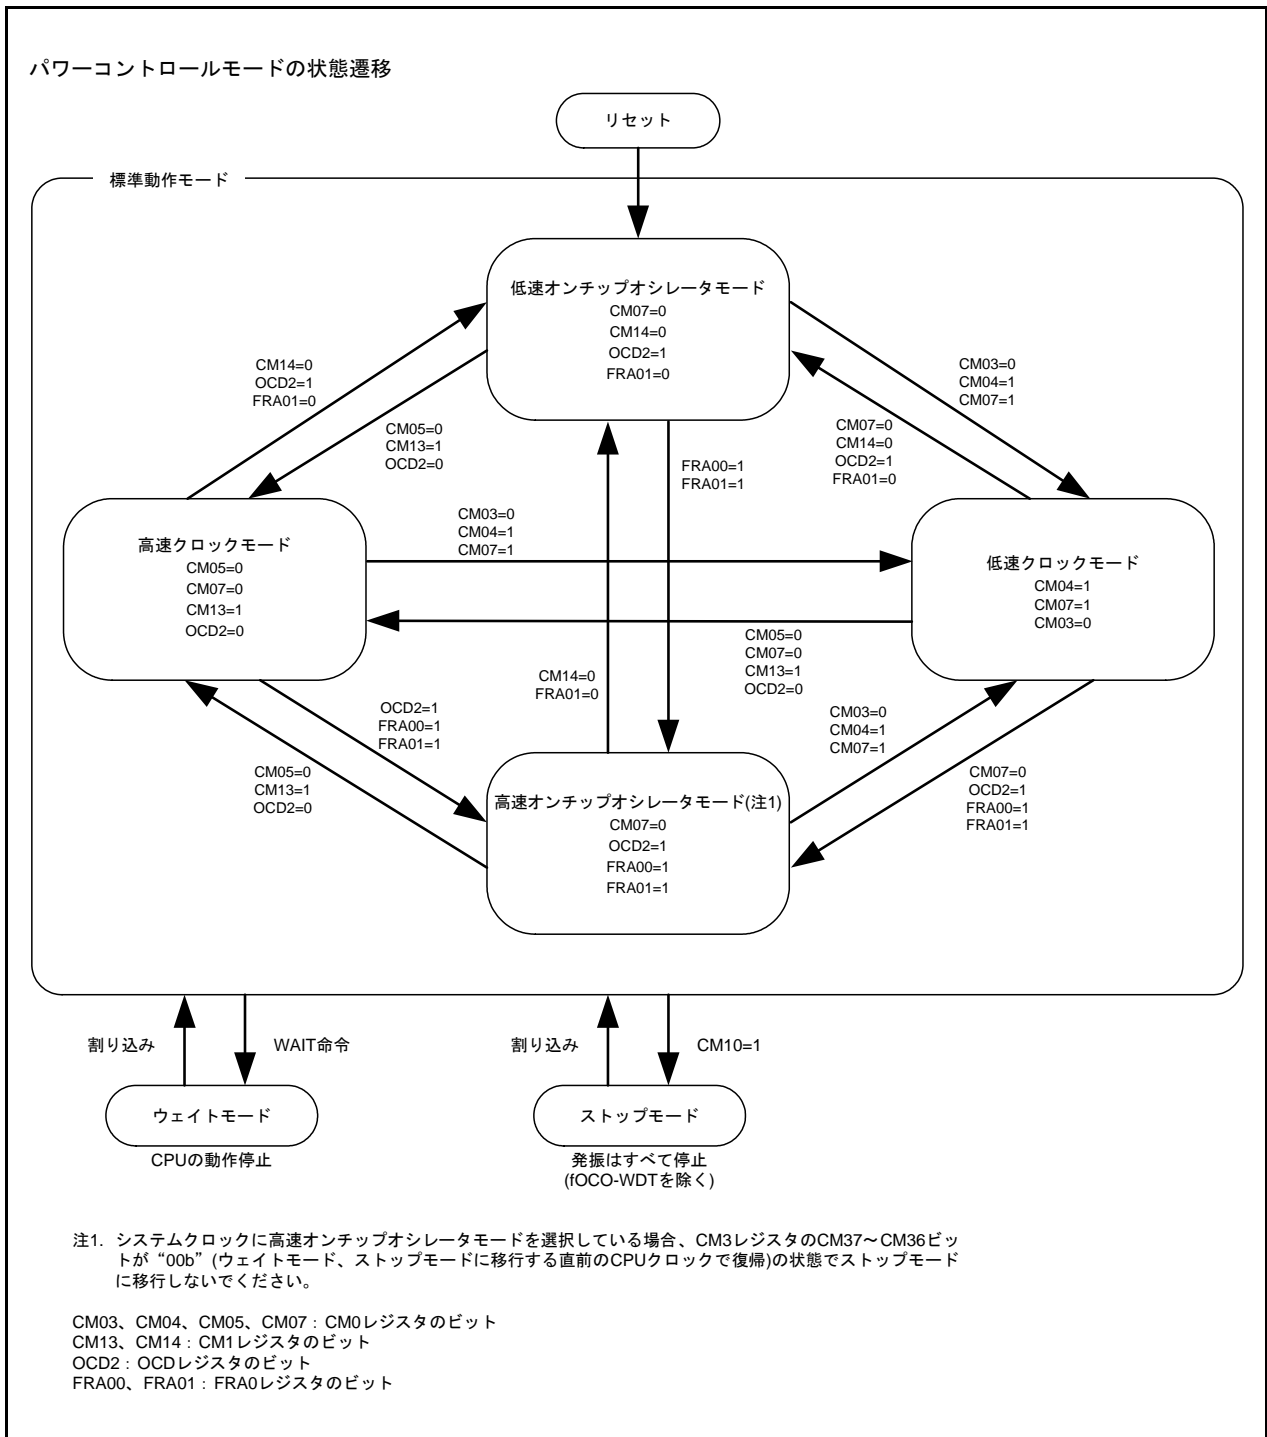 パワーコントロールモードの状態遷移
リセット
標準動作モード
低速オンチップオシレータモード
CM07=0
CM14=0
OCD2=1
FRA01=0
CM14=0
OCD2=1
FRA01=0
CM05=0
CM13=1
OCD2=0
CM03=0
CM04=1
CM07=1
CM07=0
CM14=0
OCD2=1
FRA01=0
FRA00=1
FRA01=1
高速クロックモード
CM05=0
CM07=0
CM13=1
OCD2=0
CM03=0
CM04=1
CM07=1
低速クロックモード
CM04=1
CM07=1
CM03=0
CM05=0
CM07=0
CM13=1
OCD2=0
CM14=0
FRA01=0
OCD2=1
FRA00=1
FRA01=1
CM05=0
CM13=1
OCD2=0
CM03=0
CM04=1
CM07=1
CM07=0
OCD2=1
FRA00=1
FRA01=1
高速オンチップオシレータモード(注1)
CM07=0
OCD2=1
FRA00=1
FRA01=1
割り込み
WAIT命令
割り込み
CM10=1
ウェイトモード
ストップモード
CPUの動作停止
発振はすべて停止
(fOCO-WDTを除く)
注1. システムクロックに高速オンチップオシレータモードを選択している場合、CM3レジスタのCM37～CM36ビッ
トが“00b”(ウェイトモード、ストップモードに移行する直前のCPUクロックで復帰)の状態でストップモード
に移行しないでください。
CM03、CM04、CM05、CM07：CM0レジスタのビット
CM13、CM14：CM1レジスタのビット
OCD2：OCDレジスタのビット
FRA00、FRA01：FRA0レジスタのビット